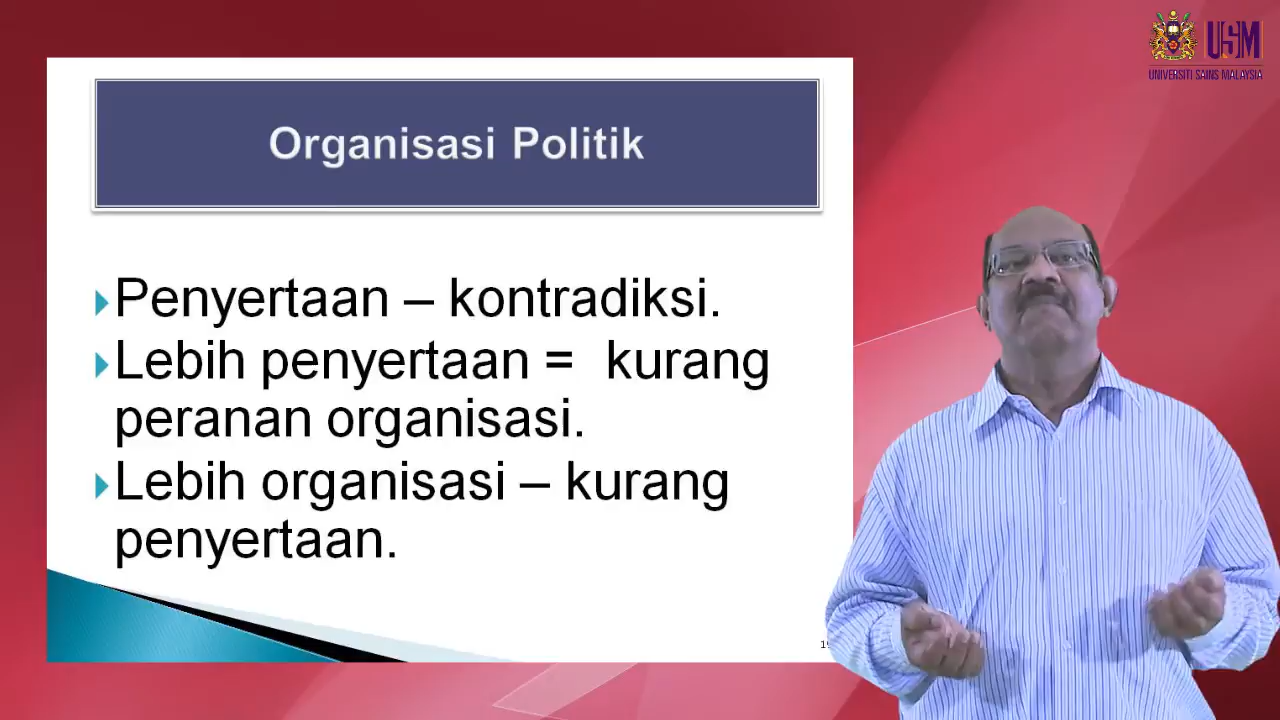 USM
UNIVERSITI SAINS MALAYSIA
Organisasi Politik
Penyertaan – kontradiksi.
Lebih penyertaan = kurang
peranan organisasi.
Lebih organisasi – kurang
penyertaan.